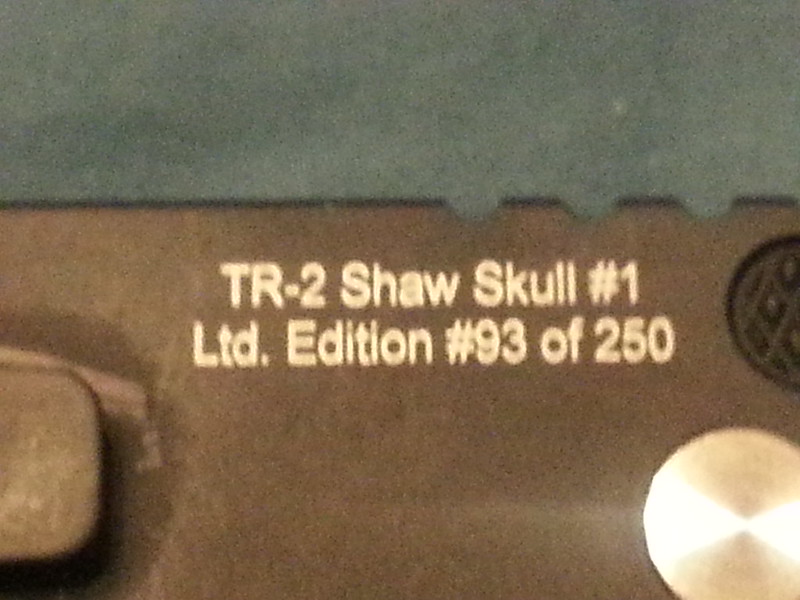 TR-2 Shaw Skull #1
Ltd. Edition #93 of 250